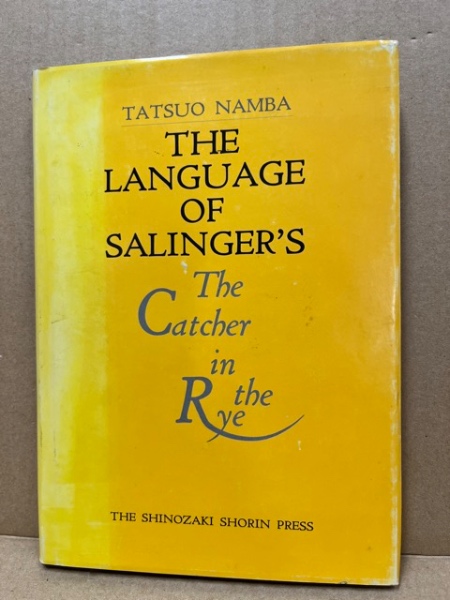 TATSUO NAMBA
THE
LANGUAGE
OF
SALINGER'S
The
Catcher
in
the
Rye
THE SHINOZAKI SHORIN PRESS